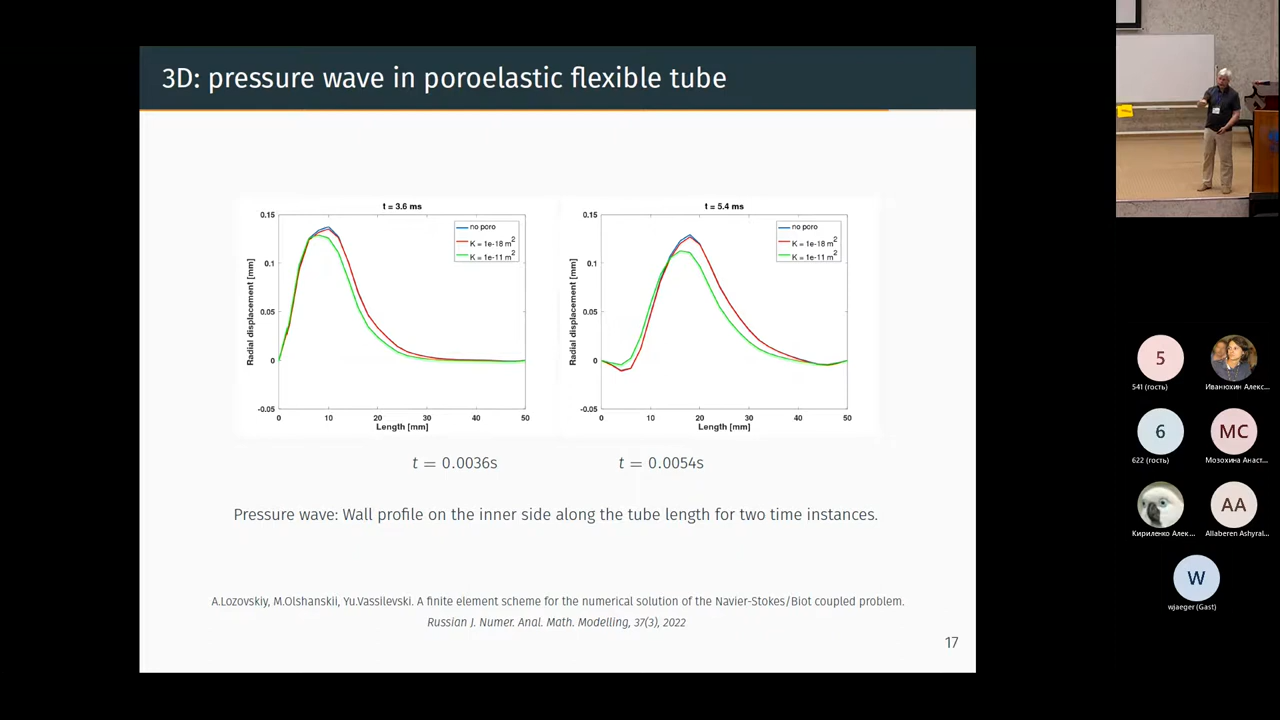 3D: pressure wave in poroelastic flexible tube
t = 3.6 ms
0.15
0.1
0.05
0
-0.05
Radial displacement [mm]
no poro
K = 1e-18 m²
K = 1e-11 m²
0 10 20 30 40 50
Length [mm]
t = 5.4 ms
0.15
0.1
0.05
0
-0.05
Radial displacement [mm]
no poro
K = 1e-18 m²
K = 1e-11 m²
0 10 20 30 40 50
Length [mm]
t = 0.0036s
t = 0.0054s
Pressure wave: Wall profile on the inner side along the tube length for two time instances.
A.Lozovskiy, M.Olshanskii, Yu.Vassilevski. A finite element scheme for the numerical solution of the Navier-Stokes/Biot coupled problem.
Russian J. Numer. Anal. Math. Modelling, 37(3), 2022
17
5
541 (гость)
Иванюхин Алекс...
6
622 (гость)
МС
Мозохина Анаст...
Кириленко Алек...
AA
Allaberen Ashyral...
W
wjaeger (Gast)